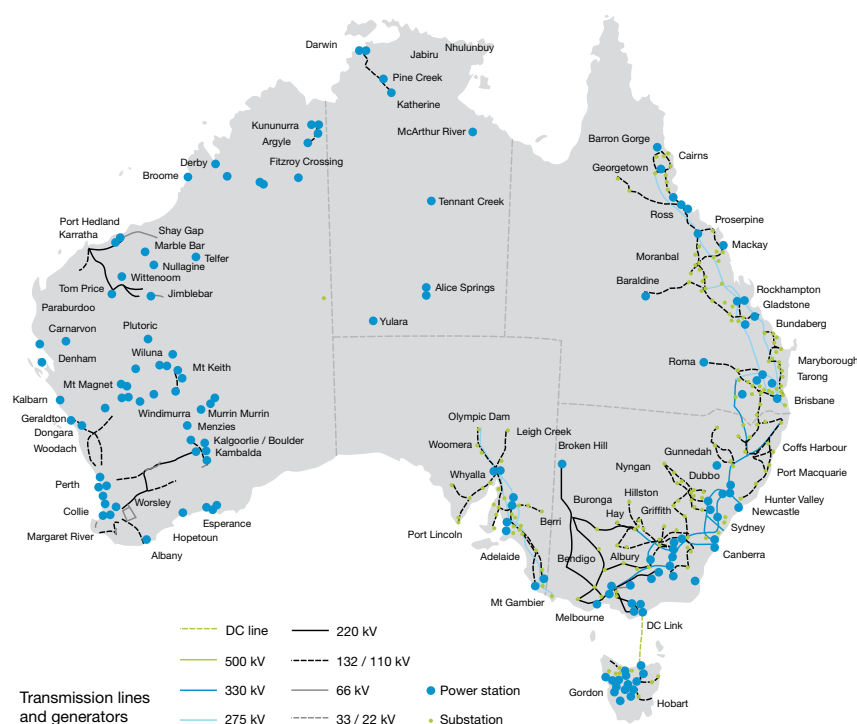 Darwin
Jabiru
Nhulunbuy
Pine Creek
Katherine
Kununurra
Argyle
McArthur River
Barron Gorge
Cairns
Georgetown
Derby
Fitzroy Crossing
Broome
Tennant Creek
Ross
Proserpine
Mackay
Port Hedland
Karratha
Shay Gap
Marble Bar
Telfer
Nullagine
Wittenoom
Moranbal
Tom Price
Jimblebar
Alice Springs
Baraldine
Rockhampton
Gladstone
Paraburdoo
Yulara
Bundaberg
Carnarvon
Plutoric
Denham
Wiluna
Mt Keith
Roma
Maryborough
Tarong
Mt Magnet
Kalbarn
Brisbane
Geraldton
Windimurra
Murrin Murrin
Dongara
Menzies
Olympic Dam
Leigh Creek
Woodach
Kalgoorlie / Boulder
Woomera
Broken Hill
Gunnedah
Coffs Harbour
Kambalda
Nyngan
Dubbo
Port Macquarie
Perth
Whyalla
Worsley
Buronga
Hillston
Hunter Valley
Collie
Hay
Griffith
Newcastle
Esperance
Berri
Sydney
Margaret River
Hopetoun
Port Lincoln
Albany
Adelaide
Bendigo
Albury
Canberra
Mt Gambier
Melbourne
DC Link
DC line
220 kV
500 kV
132 / 110 kV
330 kV
66 kV
Power station
Gordon
Hobart
Transmission lines
and generators
275 kV
33 / 22 kV
Substation